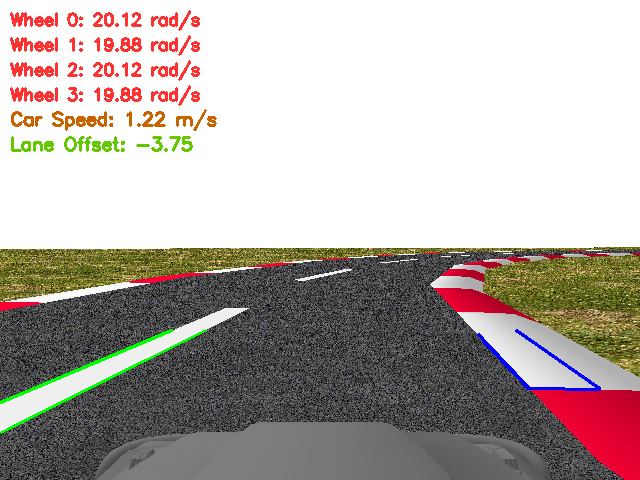 Wheel 0: 20.12 rad/s
Wheel 1: 19.88 rad/s
Wheel 2: 20.12 rad/s
Wheel 3: 19.88 rad/s
Car Speed: 1.22 m/s
Lane Offset: -3.75